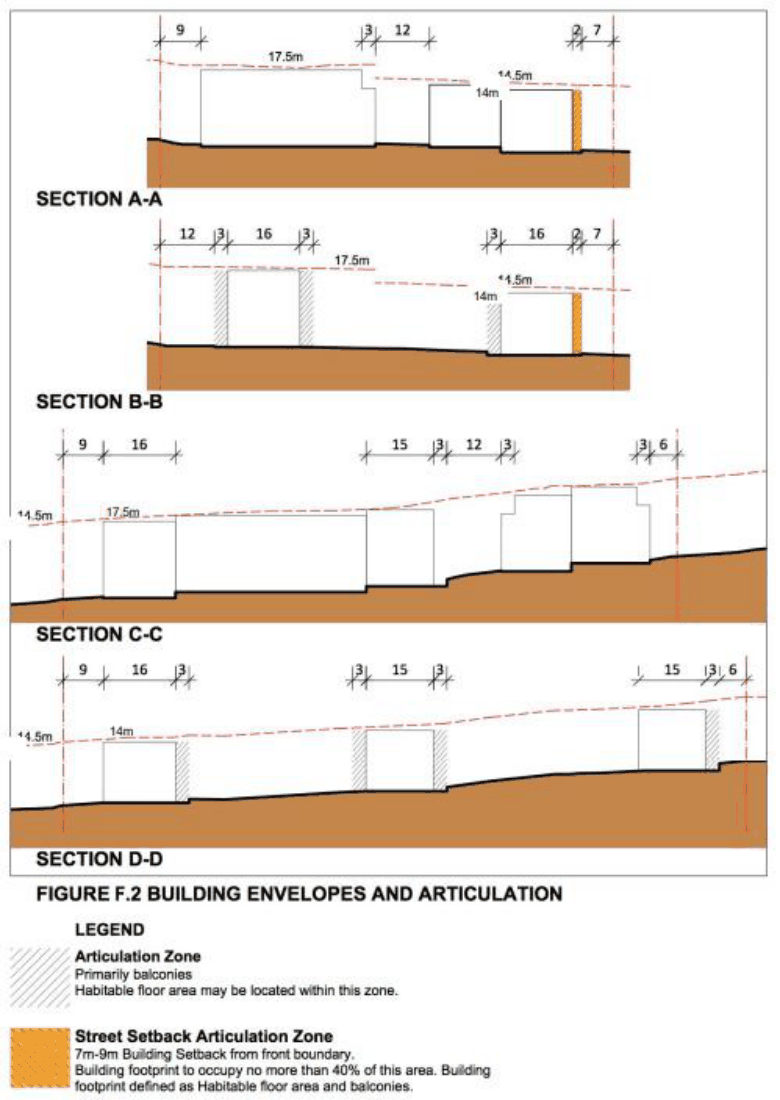 9 3 12 2 7
17.5m
14.5m
14m
SECTION A-A
12 3 16 3 3 16 2 7
17.5m
14.5m
14m
SECTION B-B
9 16 15 3 12 3 3 6
14.5m 17.5m
SECTION C-C
9 16 3 3 15 3 15 3 6
14.5m 14m
SECTION D-D
FIGURE F.2 BUILDING ENVELOPES AND ARTICULATION
LEGEND
Articulation Zone
Primarily balconies
Habitable floor area may be located within this zone.
Street Setback Articulation Zone
7m-9m Building Setback from front boundary.
Building footprint to occupy no more than 40% of this area. Building
footprint defined as Habitable floor area and balconies.